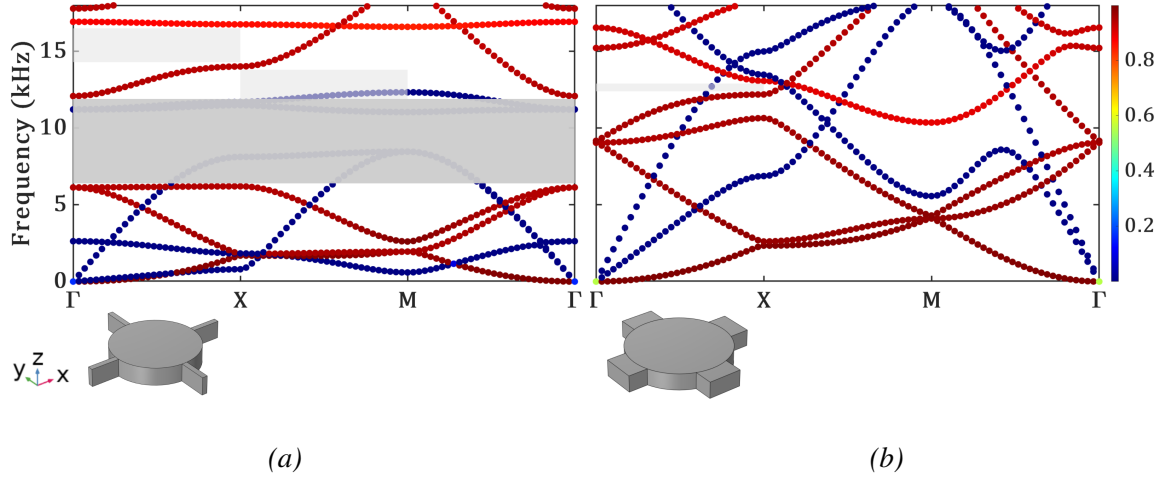 Frequency (kHz)
15
10
5
0
Γ X M Γ
Γ X M Γ
0.8
0.6
0.4
0.2
z
y x
(a) (b)